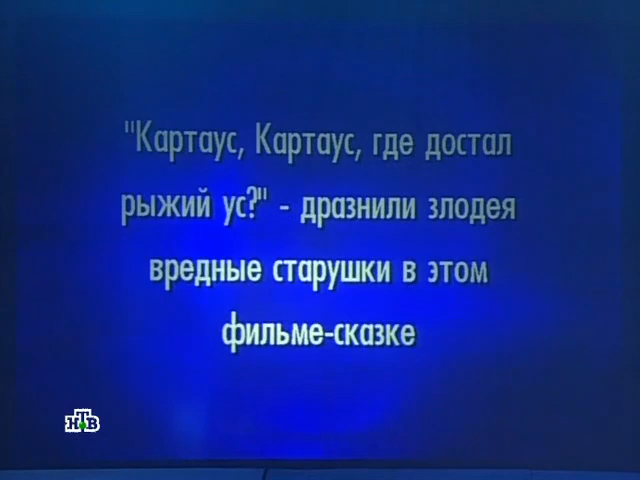 "Картаус, Картаус, где достал
рыжий ус?" - дразнили злодея
вредные старушки в этом
фильме-сказке
НТВ